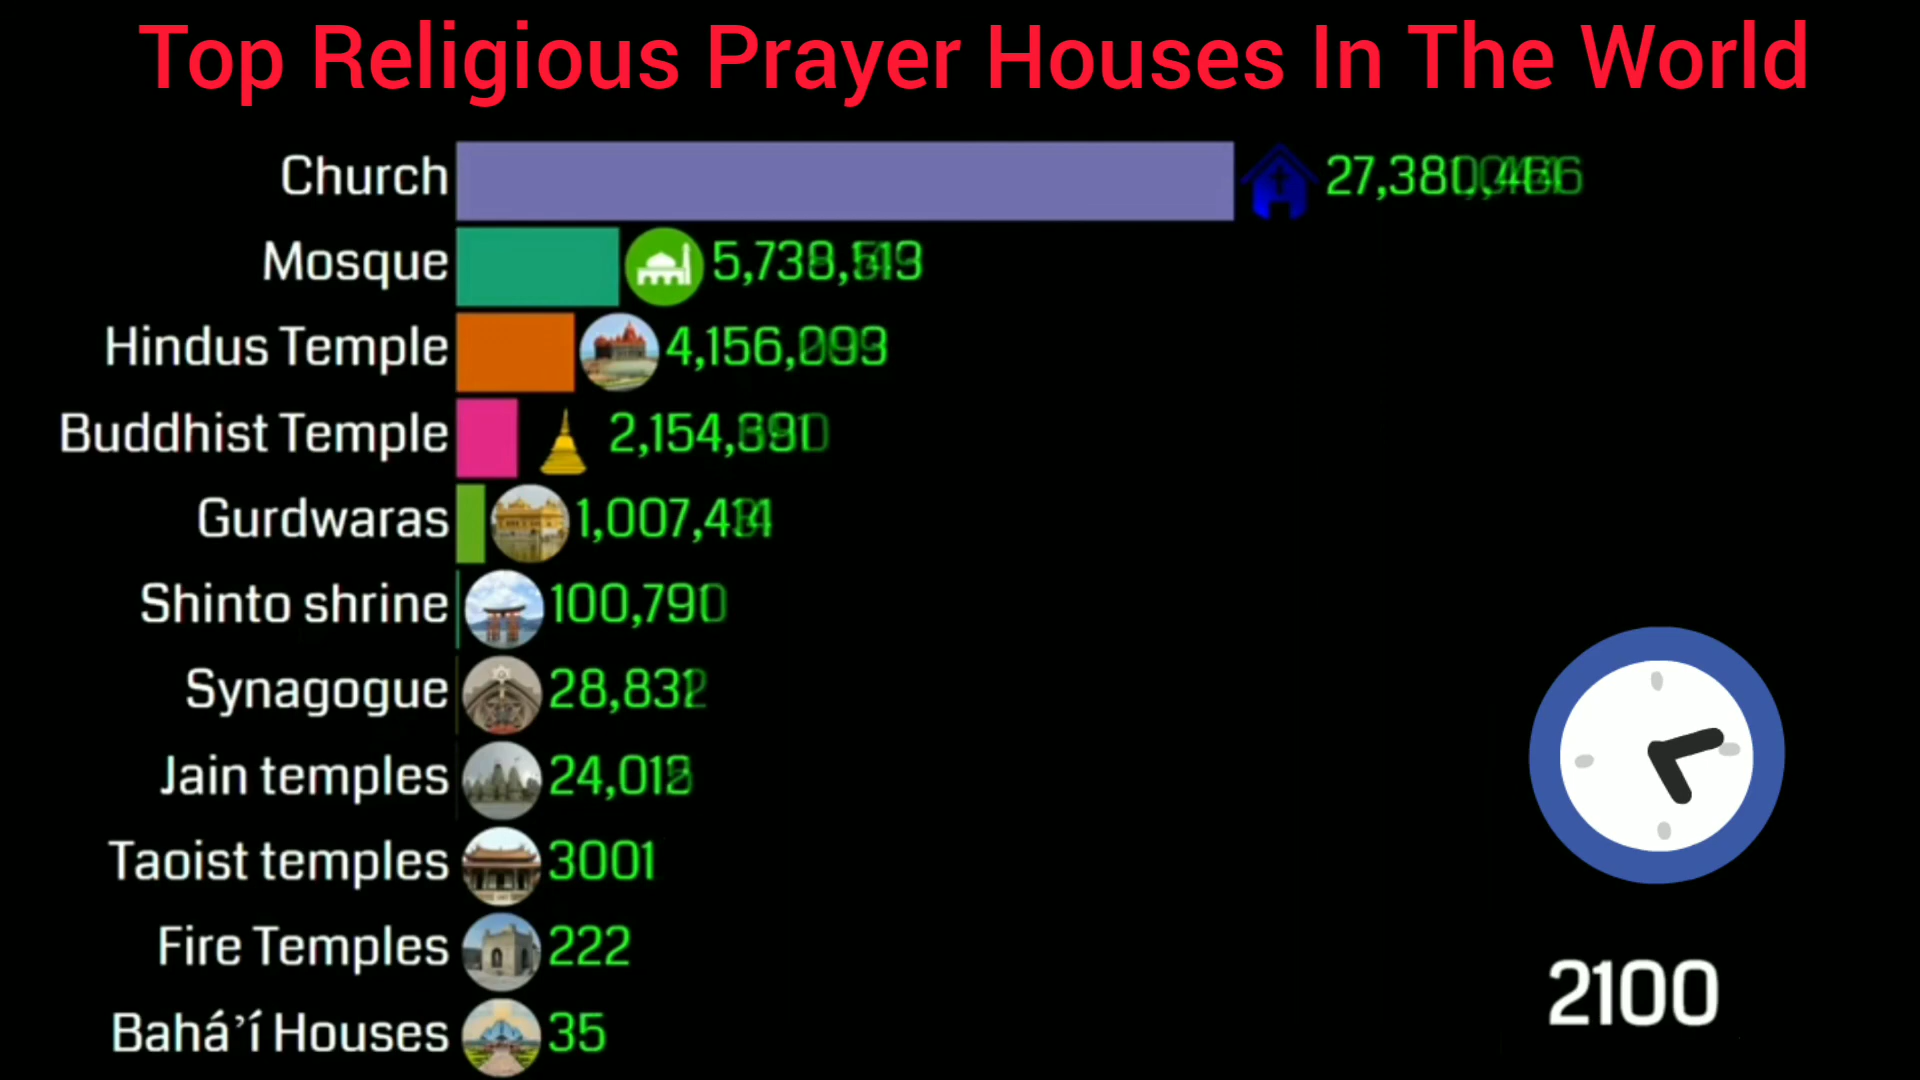 Top Religious Prayer Houses In The World
Church
Mosque
Hindus Temple
Buddhist Temple
Gurdwaras
Shinto shrine 100,790
Synagogue
Jain temples
Taoist temples 3001
Fire Temples 222
Bahá’í Houses 35
2100